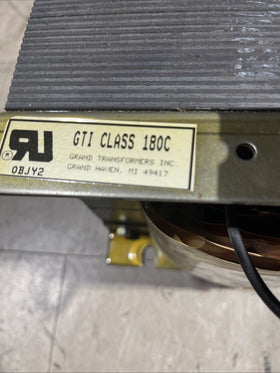 GTI CLASS 180C
GRAND TRANSFORMERS INC.
GRAND HAVEN, MI 49417
®
OBJY2